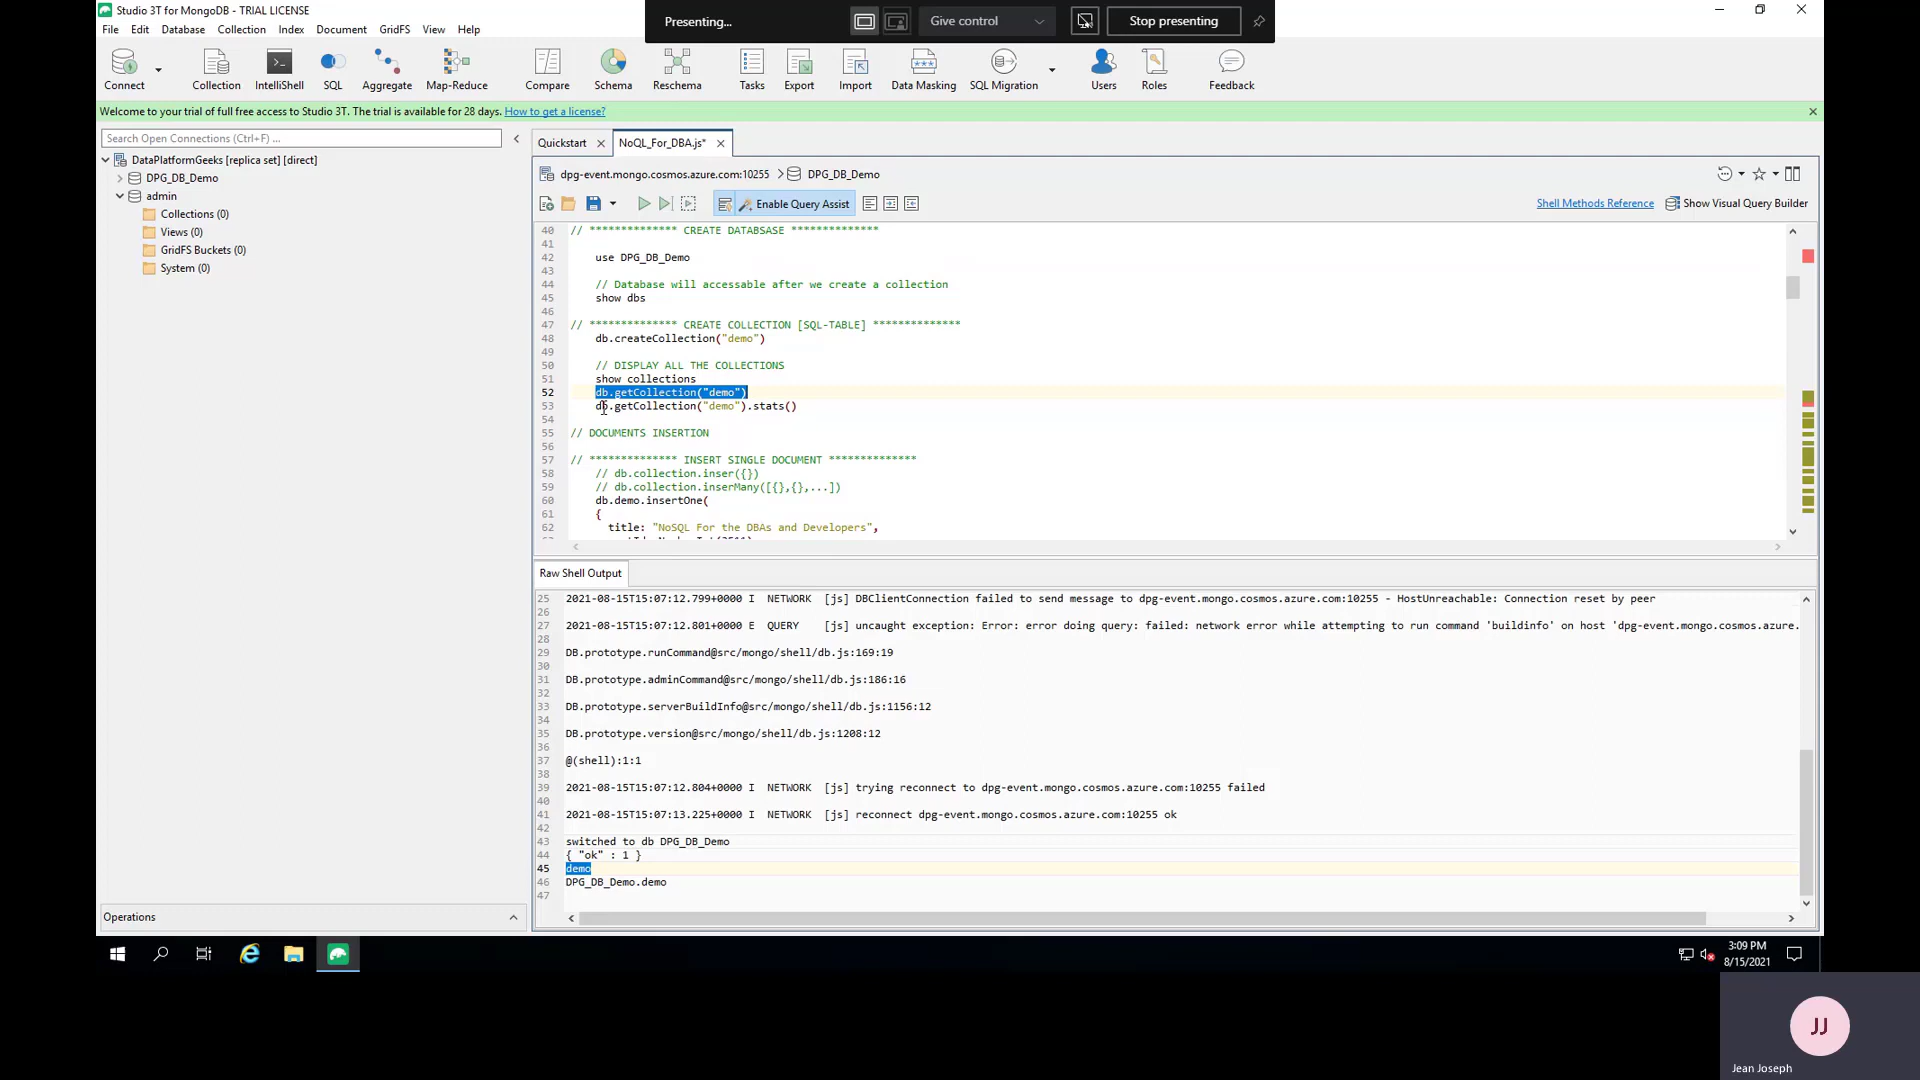 Studio 3T for MongoDB - TRIAL LICENSE
Presenting...
Give control
Stop presenting
File Edit Database Collection Index Document GridFS View Help
Connect Collection IntelliShell SQL Aggregate Map-Reduce Compare Schema Reschema Tasks Export Import Data Masking SQL Migration Users Roles Feedback
Welcome to your trial of full free access to Studio 3T. The trial is available for 28 days. How to get a license?
Search Open Connections (Ctrl+F) ...
DataPlatformGeeks [replica set] [direct]
DPG_DB_Demo
admin
Collections (0)
Views (0)
GridFS Buckets (0)
System (0)
Operations
Quickstart
NoQL_For_DBA.js*
dpg-event.mongo.cosmos.azure.com:10255 > DPG_DB_Demo
Enable Query Assist
Shell Methods Reference
Show Visual Query Builder
40 // ************** CREATE DATABSASE **************
41
42 use DPG_DB_Demo
43
44 // Database will accessable after we create a collection
45 show dbs
46
47 // ************** CREATE COLLECTION [SQL-TABLE] **************
48 db.createCollection("demo")
49
50 // DISPLAY ALL THE COLLECTIONS
51 show collections
52 db.getCollection("demo")
53 db.getCollection("demo").stats()
54
55 // DOCUMENTS INSERTION
56
57 // ************** INSERT SINGLE DOCUMENT **************
58 // db.collection.inser({})
59 // db.collection.inserMany([{},{},...])
60 db.demo.insertOne(
61 {
62 title: "NoSQL For the DBAs and Developers",
Raw Shell Output
25 2021-08-15T15:07:12.799+0000 I NETWORK [js] DBClientConnection failed to send message to dpg-event.mongo.cosmos.azure.com:10255 - HostUnreachable: Connection reset by peer
26
27 2021-08-15T15:07:12.801+0000 E QUERY [js] uncaught exception: Error: error doing query: failed: network error while attempting to run command 'buildinfo' on host 'dpg-event.mongo.cosmos.azure.
28
29 DB.prototype.runCommand@src/mongo/shell/db.js:169:19
30
31 DB.prototype.adminCommand@src/mongo/shell/db.js:186:16
32
33 DB.prototype.serverBuildInfo@src/mongo/shell/db.js:1156:12
34
35 DB.prototype.version@src/mongo/shell/db.js:1208:12
36
37 @(shell):1:1
38
39 2021-08-15T15:07:12.804+0000 I NETWORK [js] trying reconnect to dpg-event.mongo.cosmos.azure.com:10255 failed
40
41 2021-08-15T15:07:13.225+0000 I NETWORK [js] reconnect dpg-event.mongo.cosmos.azure.com:10255 ok
42
43 switched to db DPG_DB_Demo
44 { "ok" : 1 }
45 demo
46 DPG_DB_Demo.demo
47
3:09 PM
8/15/2021
JJ
Jean Joseph